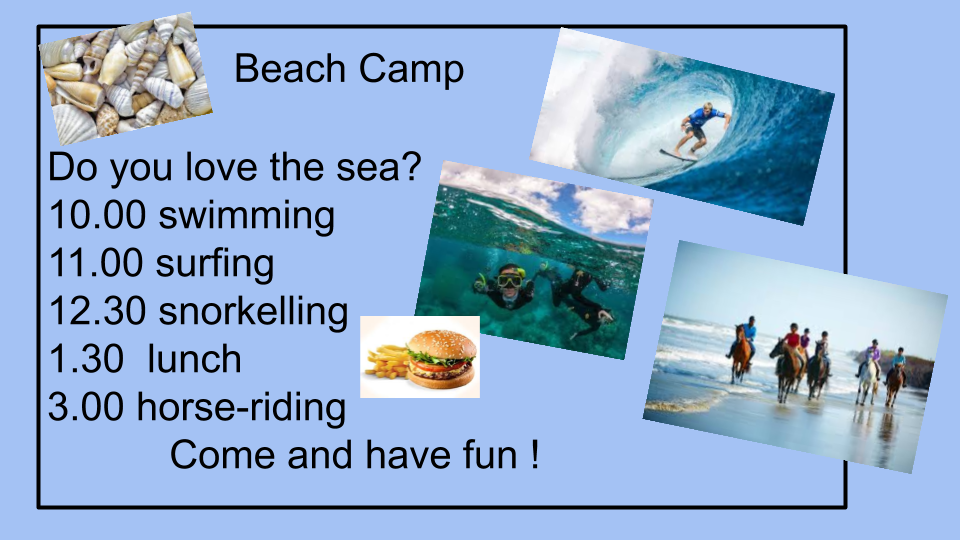 Beach Camp
Do you love the sea?
10.00 swimming
11.00 surfing
12.30 snorkelling
1.30  lunch
3.00 horse-riding
Come and have fun !